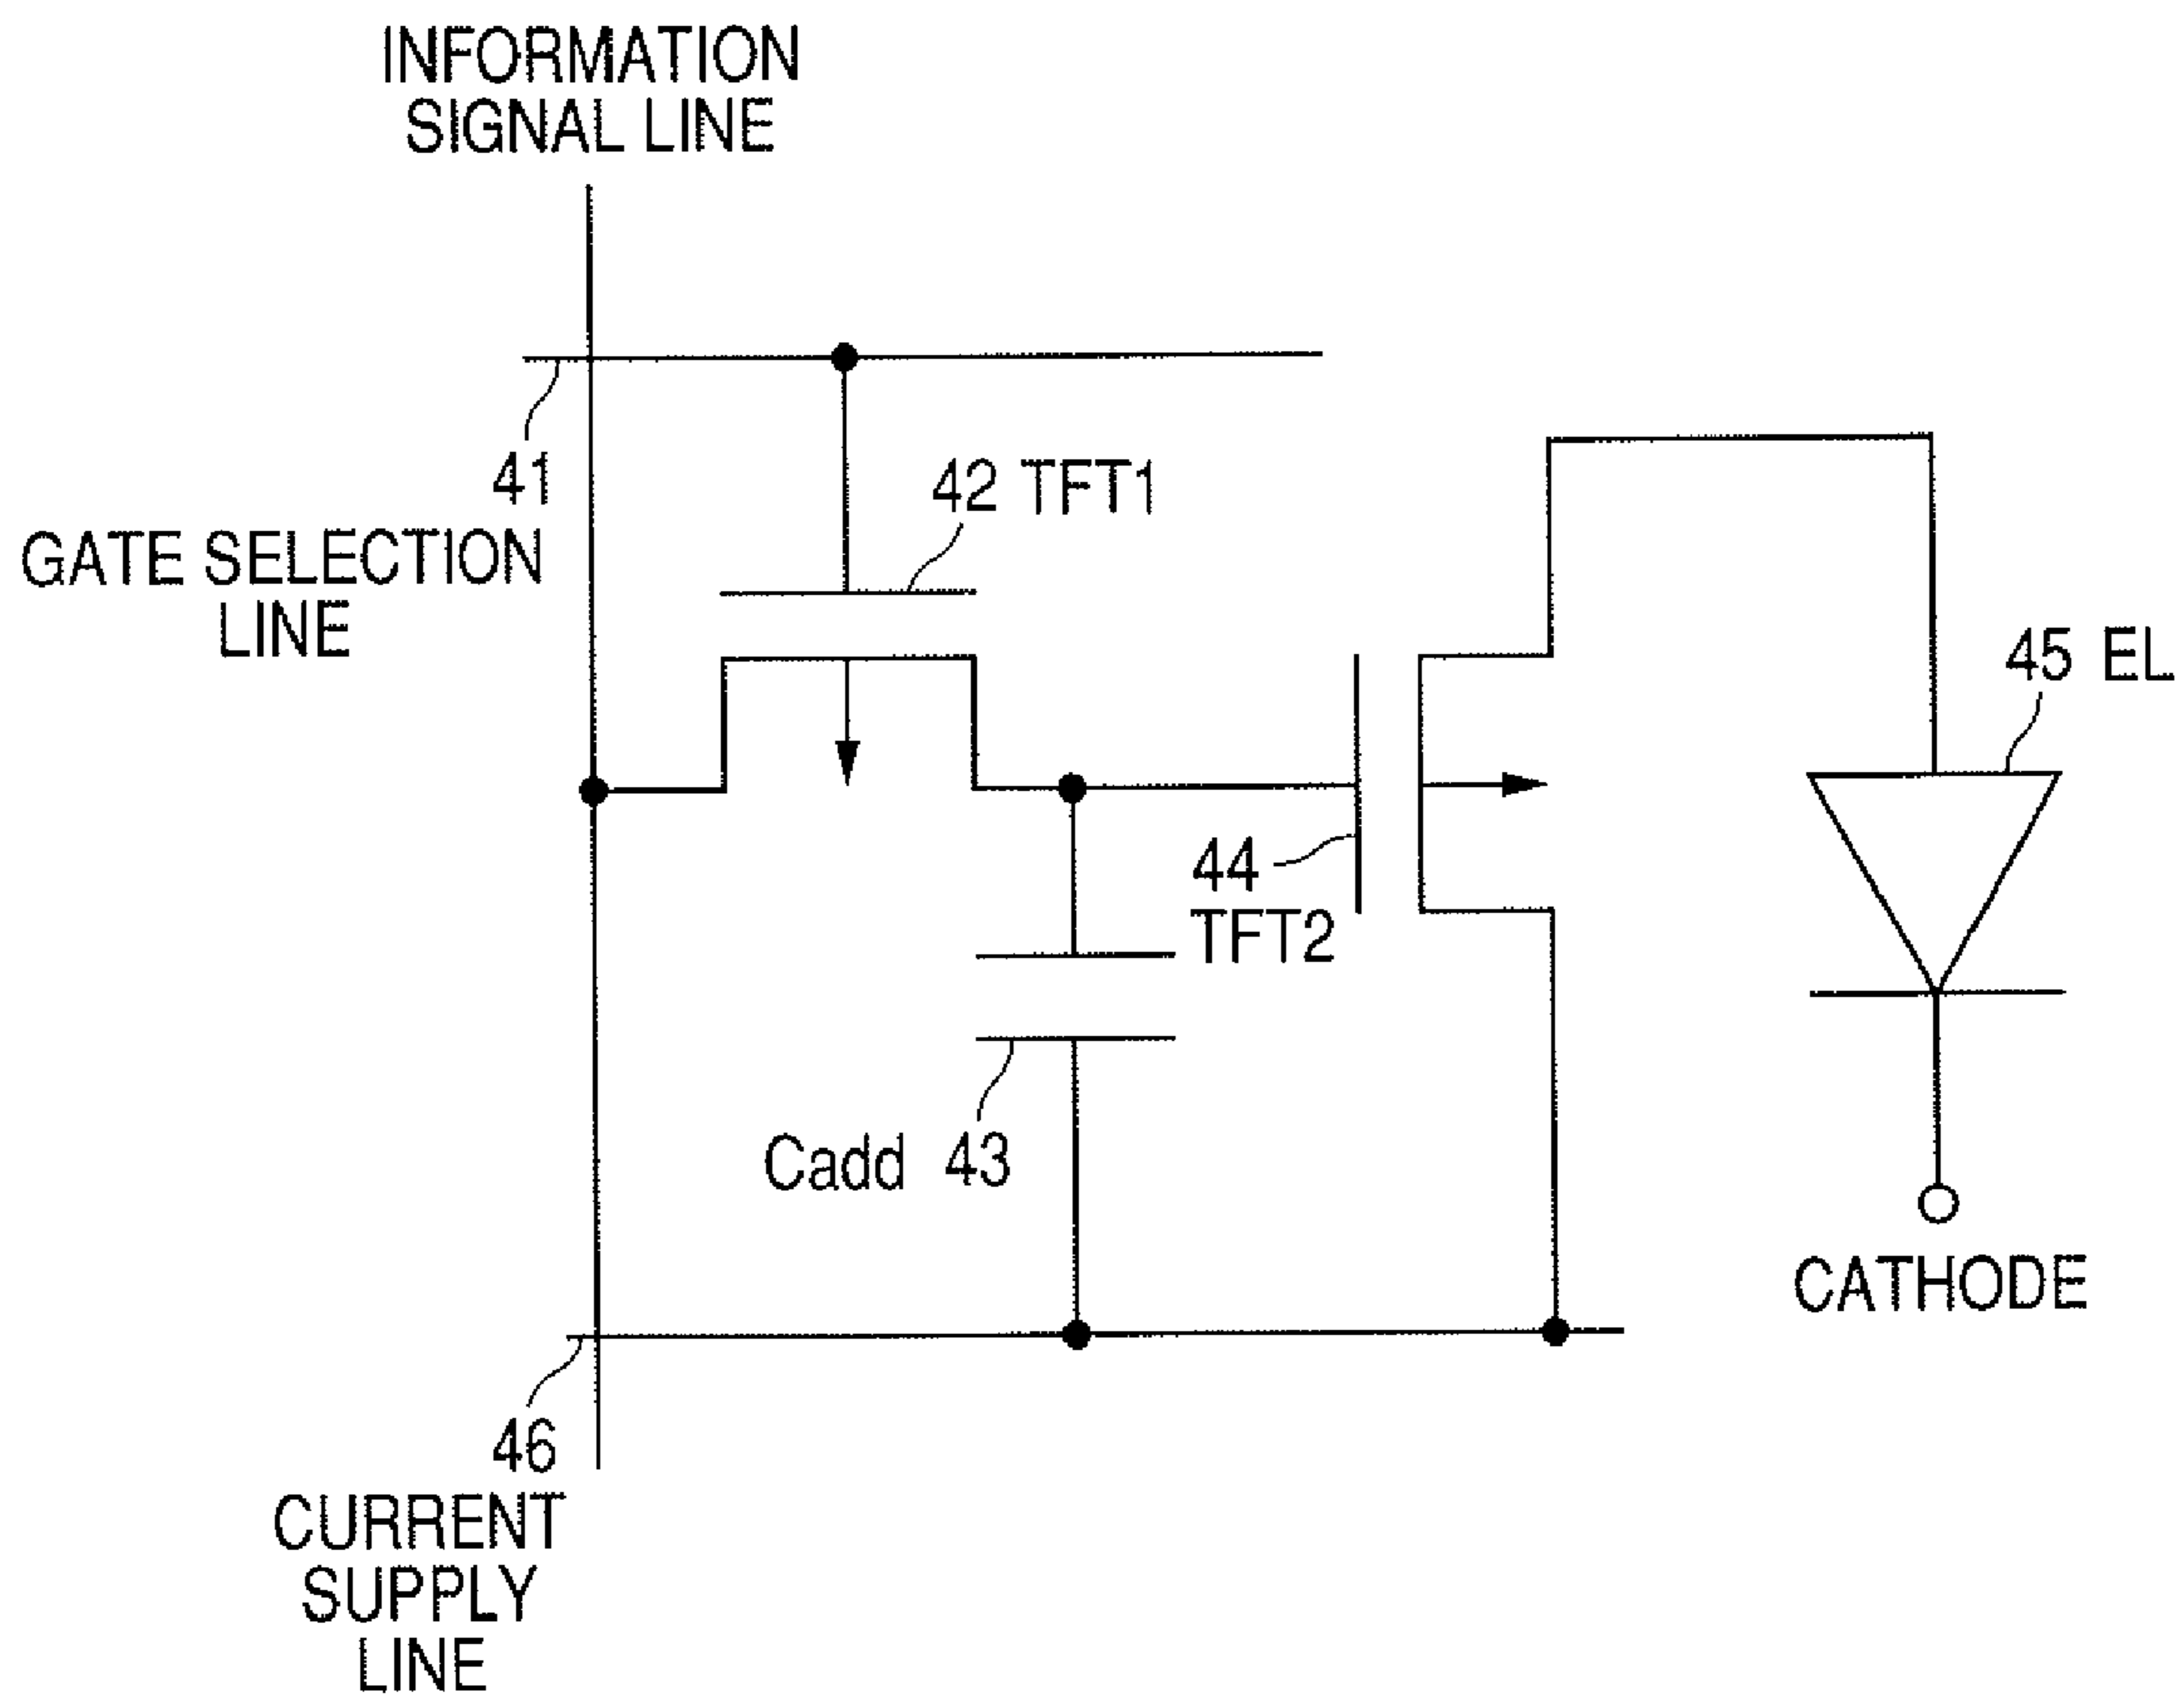 INFORMATION
SIGNAL LINE
41
GATE SELECTION
LINE
42 TFT1
45 EL
44
TFT2
Cadd 43
CATHODE
46
CURRENT
SUPPLY
LINE